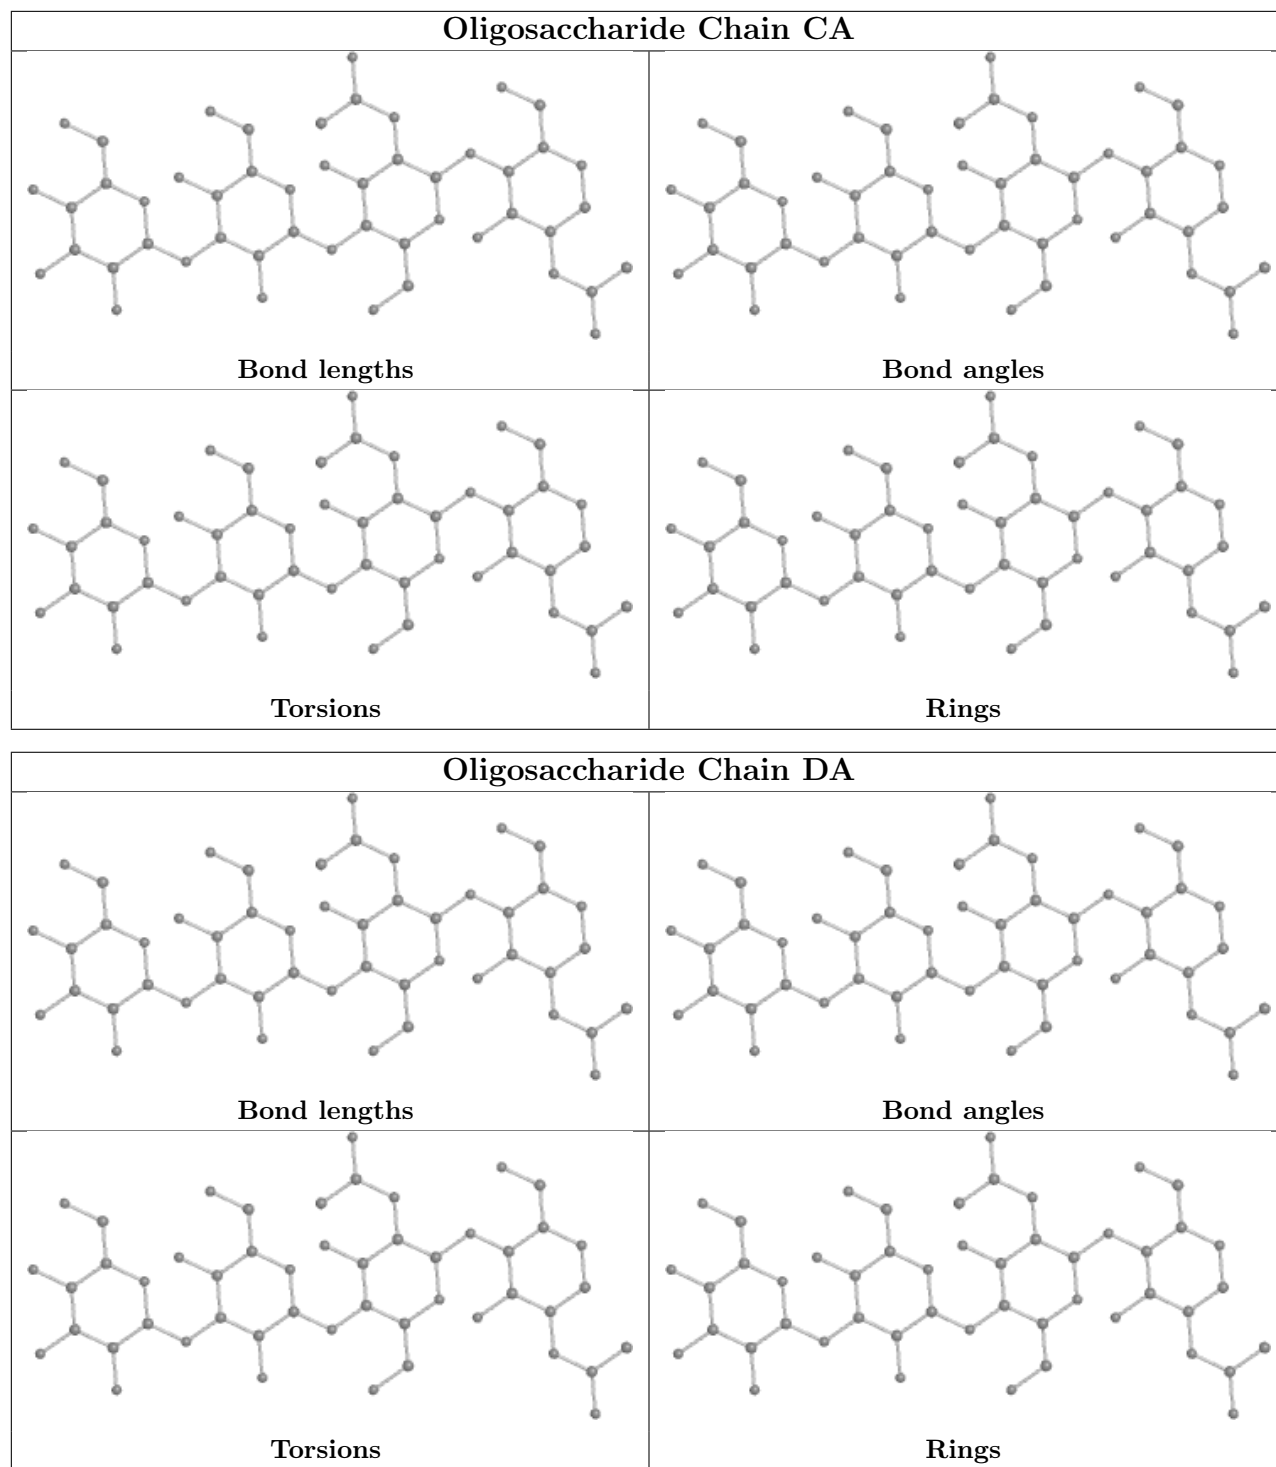 Oligosaccharide Chain CA
Bond lengths Bond angles
Torsions Rings
Oligosaccharide Chain DA
Bond lengths Bond angles
Torsions Rings